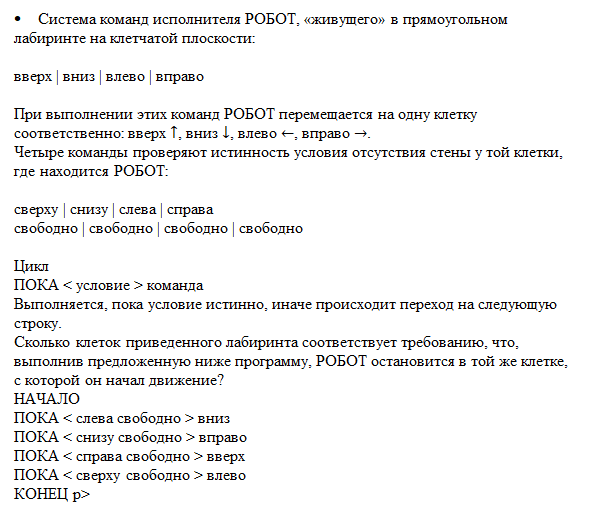 • Система команд исполнителя РОБОТ, «живущего» в прямоугольном
лабиринте на клетчатой плоскости:
вверх | вниз | влево | вправо
При выполнении этих команд РОБОТ перемещается на одну клетку
соответственно: вверх ↑, вниз ↓, влево ←, вправо →.
Четыре команды проверяют истинность условия отсутствия стены у той клетки,
где находится РОБОТ:
сверху | снизу | слева | справа
свободно | свободно | свободно | свободно
Цикл
ПОКА < условие > команда
Выполняется, пока условие истинно, иначе происходит переход на следующую
строку.
Сколько клеток приведенного лабиринта соответствует требованию, что,
выполнив предложенную ниже программу, РОБОТ остановится в той же клетке,
с которой он начал движение?
НАЧАЛО
ПОКА < слева свободно > вниз
ПОКА < снизу свободно > вправо
ПОКА < справа свободно > вверх
ПОКА < сверху свободно > влево
КОНЕЦ p>